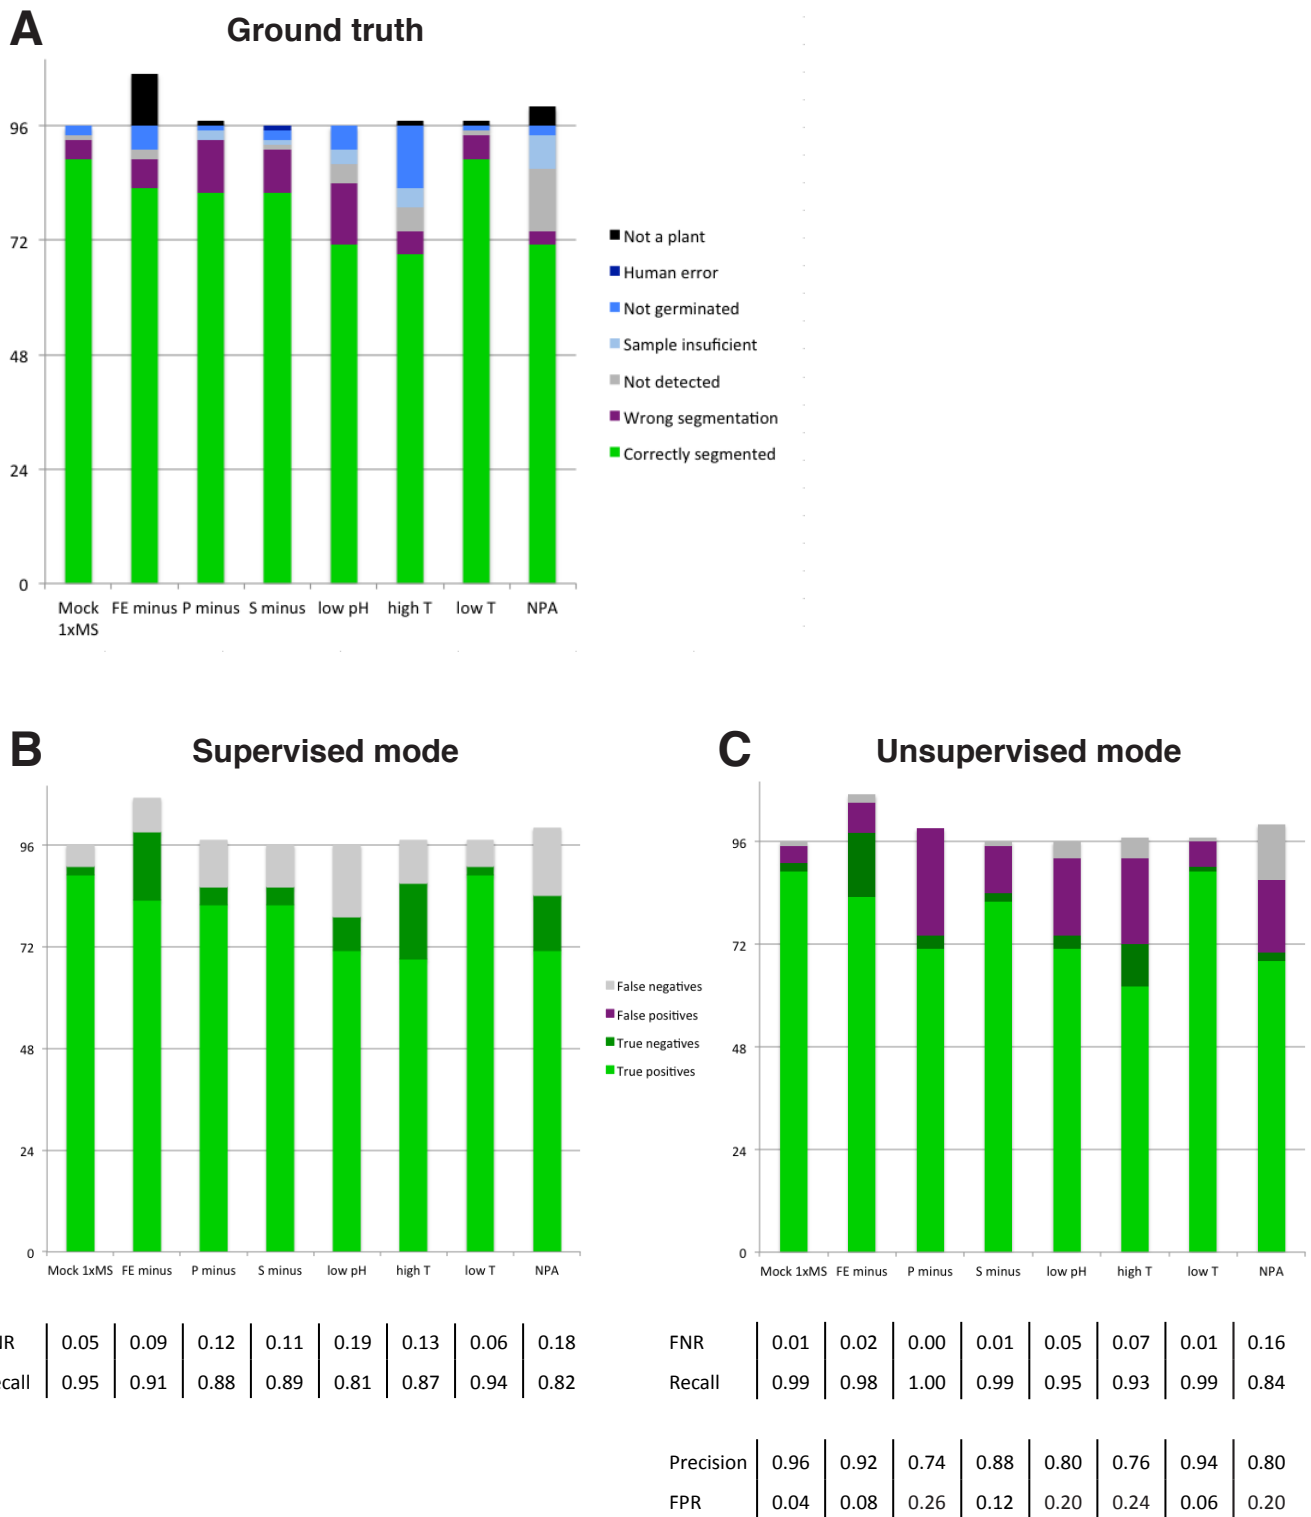 A
Ground truth
96
72
48
24
0
Mock 1xMS
FE minus
P minus
S minus
low pH
high T
low T
NPA
Not a plant
Human error
Not germinated
Sample insuficient
Not detected
Wrong segmentation
Correctly segmented
B
Supervised mode
96
72
48
24
0
Mock 1xMS
FE minus
P minus
S minus
low pH
high T
low T
NPA
False negatives
False positives
True negatives
True positives
NR 0.05 0.09 0.12 0.11 0.19 0.13 0.06 0.18
ecall 0.95 0.91 0.88 0.89 0.81 0.87 0.94 0.82
C
Unsupervised mode
96
72
48
24
0
Mock 1xMS
FE minus
P minus
S minus
low pH
high T
low T
NPA
FNR 0.01 0.02 0.00 0.01 0.05 0.07 0.01 0.16
Recall 0.99 0.98 1.00 0.99 0.95 0.93 0.99 0.84
Precision 0.96 0.92 0.74 0.88 0.80 0.76 0.94 0.80
FPR 0.04 0.08 0.26 0.12 0.20 0.24 0.06 0.20